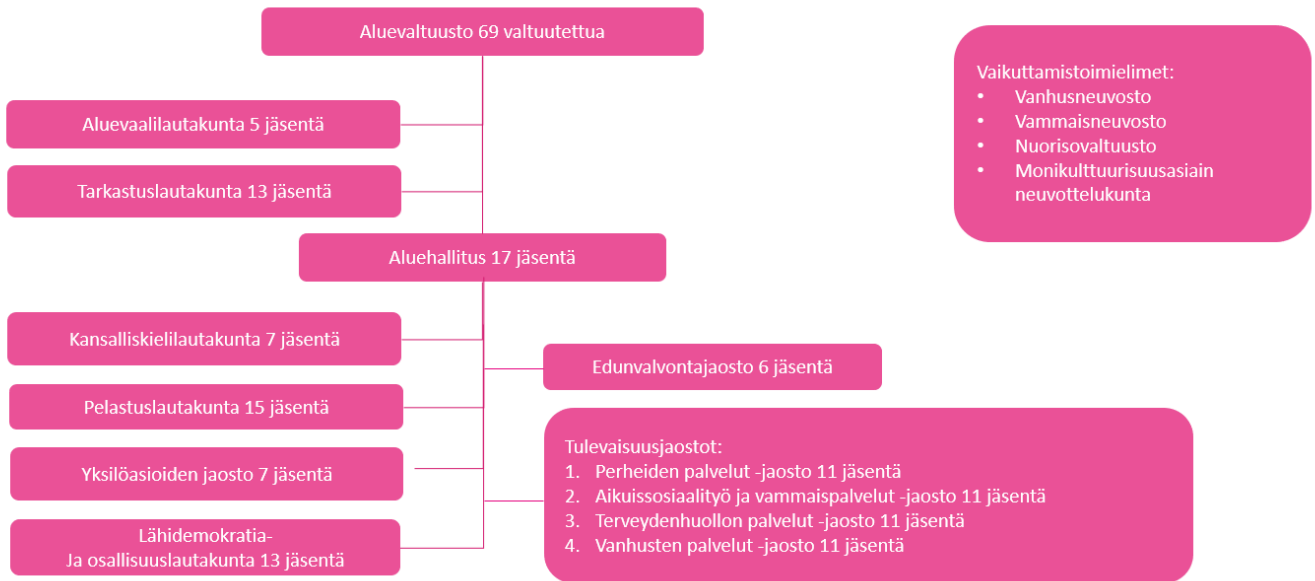 Aluevaltuusto 69 valtuutettua
Vaikuttamistoimielimet:
• Vanhusneuvosto
• Vammaisneuvosto
• Nuorisovaltuusto
• Monikulttuurisuusasiain
neuvottelukunta
Aluevaalilautakunta 5 jäsentä
Tarkastuslautakunta 13 jäsentä
Aluehallitus 17 jäsentä
Kansalliskielilautakunta 7 jäsentä
Edunvalvontajaosto 6 jäsentä
Pelastuslautakunta 15 jäsentä
Yksilöasioiden jaosto 7 jäsentä
Lähidemokratia-
Ja osallisuuslautakunta 13 jäsentä
Tulevaisuusjaostot:
1. Perheiden palvelut -jaosto 11 jäsentä
2. Aikuissosiaalityö ja vammaispalvelut -jaosto 11 jäsentä
3. Terveydenhuollon palvelut -jaosto 11 jäsentä
4. Vanhusten palvelut -jaosto 11 jäsentä